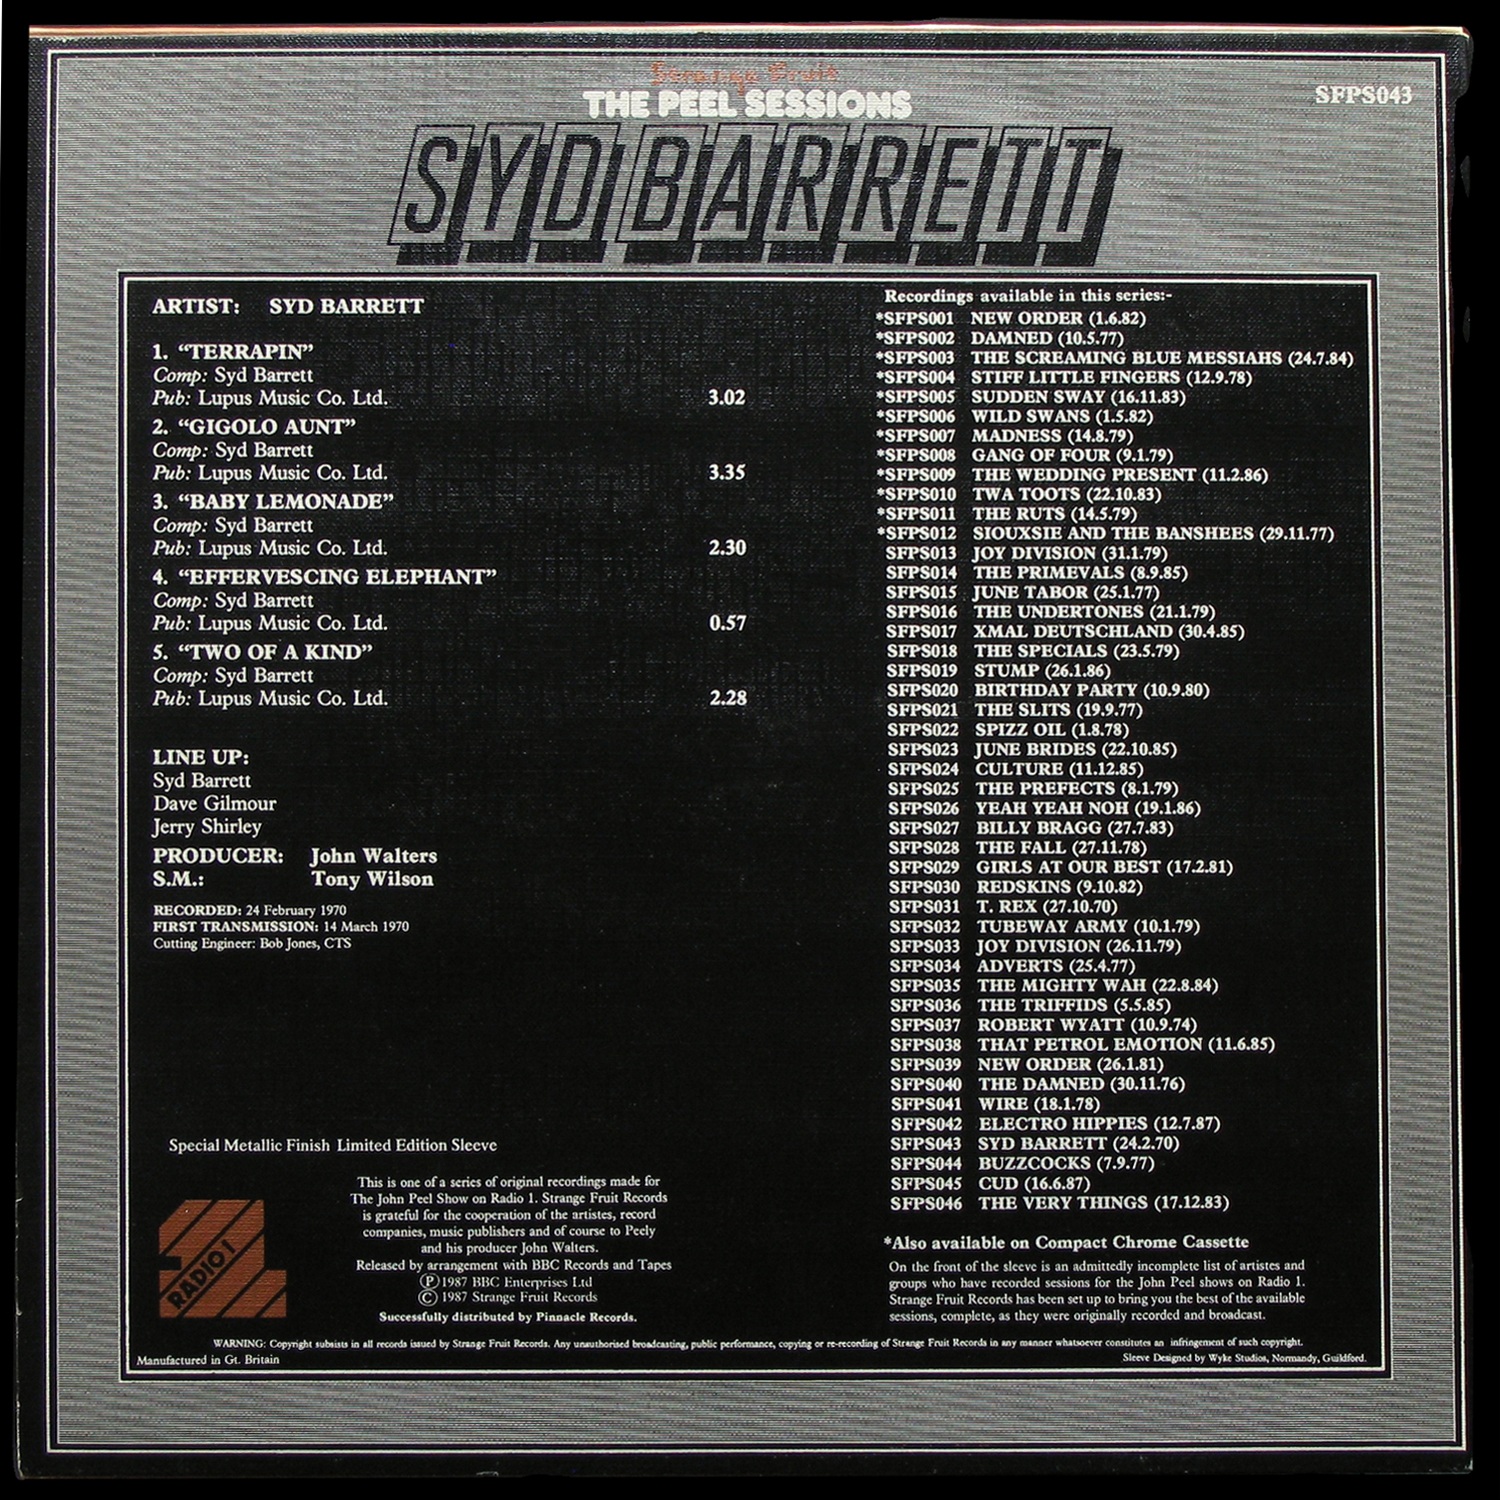 Strange Fruit
THE PEEL SESSIONS
SFPS043
SYD BARRETT
ARTIST: SYD BARRETT
1. “TERRAPIN”
Comp: Syd Barrett
Pub: Lupus Music Co. Ltd. 3.02
2. “GIGOLO AUNT”
Comp: Syd Barrett
Pub: Lupus Music Co. Ltd. 3.35
3. “BABY LEMONADE”
Comp: Syd Barrett
Pub: Lupus Music Co. Ltd. 2.30
4. “EFFERVESCING ELEPHANT”
Comp: Syd Barrett
Pub: Lupus Music Co. Ltd. 0.57
5. “TWO OF A KIND”
Comp: Syd Barrett
Pub: Lupus Music Co. Ltd. 2.28
LINE UP:
Syd Barrett
Dave Gilmour
Jerry Shirley
PRODUCER: John Walters
S.M.: Tony Wilson
RECORDED: 24 February 1970
FIRST TRANSMISSION: 14 March 1970
Cutting Engineer: Bob Jones, CTS
Special Metallic Finish Limited Edition Sleeve
RADIO 1
This is one of a series of original recordings made for
The John Peel Show on Radio 1. Strange Fruit Records
is grateful for the cooperation of the artistes, record
companies, music publishers and of course to Peely
and his producer John Walters.
Released by arrangement with BBC Records and Tapes
Ⓟ1987 BBC Enterprises Ltd
© 1987 Strange Fruit Records
Successfully distributed by Pinnacle Records.
Recordings available in this series:-
*SFPS001 NEW ORDER (1.6.82)
*SFPS002 DAMNED (10.5.77)
*SFPS003 THE SCREAMING BLUE MESSIAHS (24.7.84)
*SFPS004 STIFF LITTLE FINGERS (12.9.78)
*SFPS005 SUDDEN SWAY (16.11.83)
*SFPS006 WILD SWANS (1.5.82)
*SFPS007 MADNESS (14.8.79)
*SFPS008 GANG OF FOUR (9.1.79)
*SFPS009 THE WEDDING PRESENT (11.2.86)
*SFPS010 TWA TOOTS (22.10.83)
*SFPS011 THE RUTS (14.5.79)
*SFPS012 SIOUXSIE AND THE BANSHEES (29.11.77)
SFPS013 JOY DIVISION (31.1.79)
SFPS014 THE PRIMEVALS (8.9.85)
SFPS015 JUNE TABOR (25.1.77)
SFPS016 THE UNDERTONES (21.1.79)
SFPS017 XMAL DEUTSCHLAND (30.4.85)
SFPS018 THE SPECIALS (23.5.79)
SFPS019 STUMP (26.1.86)
SFPS020 BIRTHDAY PARTY (10.9.80)
SFPS021 THE SLITS (19.9.77)
SFPS022 SPIZZ OIL (1.8.78)
SFPS023 JUNE BRIDES (22.10.85)
SFPS024 CULTURE (11.12.85)
SFPS025 THE PREFECTS (8.1.79)
SFPS026 YEAH YEAH NOH (19.1.86)
SFPS027 BILLY BRAGG (27.7.83)
SFPS028 THE FALL (27.11.78)
SFPS029 GIRLS AT OUR BEST (17.2.81)
SFPS030 REDSKINS (9.10.82)
SFPS031 T. REX (27.10.70)
SFPS032 TUBEWAY ARMY (10.1.79)
SFPS033 JOY DIVISION (26.11.79)
SFPS034 ADVERTS (25.4.77)
SFPS035 THE MIGHTY WAH (22.8.84)
SFPS036 THE TRIFFIDS (5.5.85)
SFPS037 ROBERT WYATT (10.9.74)
SFPS038 THAT PETROL EMOTION (11.6.85)
SFPS039 NEW ORDER (26.1.81)
SFPS040 THE DAMNED (30.11.76)
SFPS041 WIRE (18.1.78)
SFPS042 ELECTRO HIPPIES (12.7.87)
SFPS043 SYD BARRETT (24.2.70)
SFPS044 BUZZCOCKS (7.9.77)
SFPS045 CUD (16.6.87)
SFPS046 THE VERY THINGS (17.12.83)
*Also available on Compact Chrome Cassette
On the front of the sleeve is an admittedly incomplete list of artistes and
groups who have recorded sessions for the John Peel shows on Radio 1.
Strange Fruit Records has been set up to bring you the best of the available
sessions, complete, as they were originally recorded and broadcast.
WARNING: Copyright subsists in all records issued by Strange Fruit Records. Any unauthorised broadcasting, public performance, copying or re-recording of Strange Fruit Records in any manner whatsoever constitutes an infringement of such copyright.
Manufactured in Gt. Britain
Sleeve Designed by Wyke Studios, Normandy, Guildford.